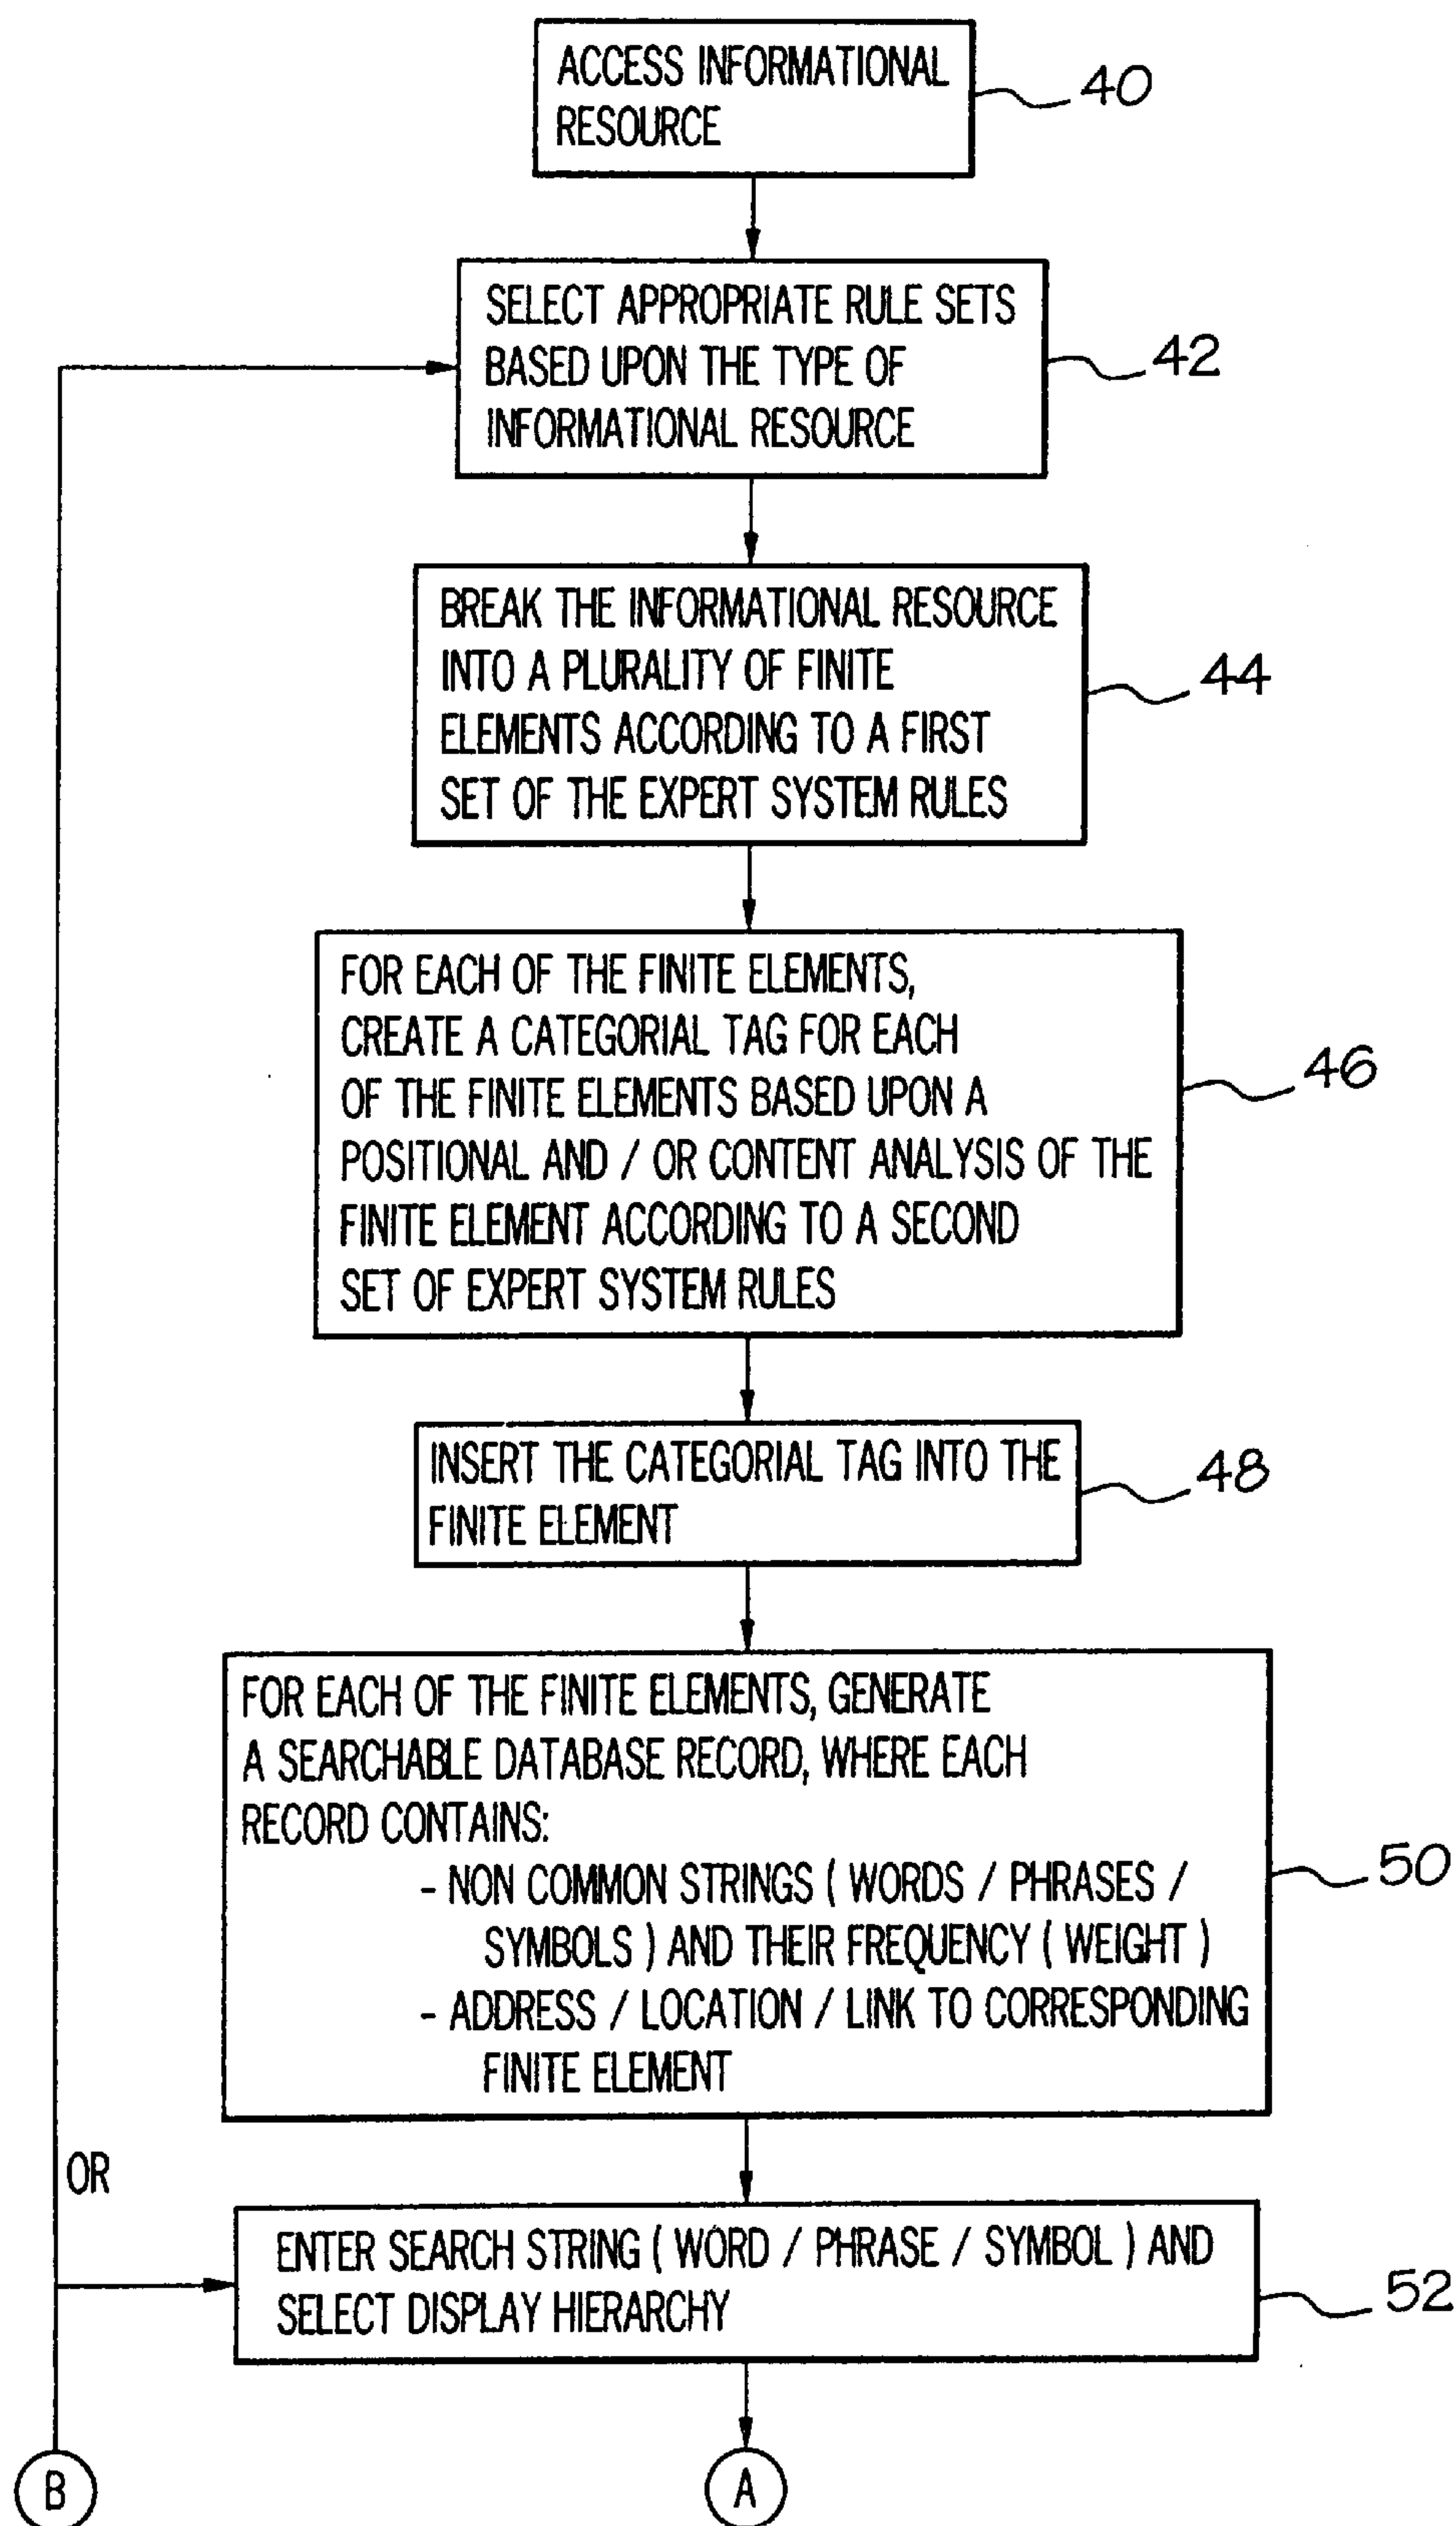 ACCESS INFORMATIONAL
RESOURCE
40
SELECT APPROPRIATE RULE SETS
BASED UPON THE TYPE OF
INFORMATIONAL RESOURCE
42
BREAK THE INFORMATIONAL RESOURCE
INTO A PLURALITY OF FINITE
ELEMENTS ACCORDING TO A FIRST
SET OF THE EXPERT SYSTEM RULES
44
FOR EACH OF THE FINITE ELEMENTS,
CREATE A CATEGORIAL TAG FOR EACH
OF THE FINITE ELEMENTS BASED UPON A
POSITIONAL AND / OR CONTENT ANALYSIS OF THE
FINITE ELEMENT ACCORDING TO A SECOND
SET OF EXPERT SYSTEM RULES
46
INSERT THE CATEGORIAL TAG INTO THE
FINITE ELEMENT
48
FOR EACH OF THE FINITE ELEMENTS, GENERATE
A SEARCHABLE DATABASE RECORD, WHERE EACH
RECORD CONTAINS:
- NON COMMON STRINGS ( WORDS / PHRASES /
SYMBOLS ) AND THEIR FREQUENCY ( WEIGHT )
- ADDRESS / LOCATION / LINK TO CORRESPONDING
FINITE ELEMENT
50
OR
ENTER SEARCH STRING ( WORD / PHRASE / SYMBOL ) AND
SELECT DISPLAY HIERARCHY
52
B
A